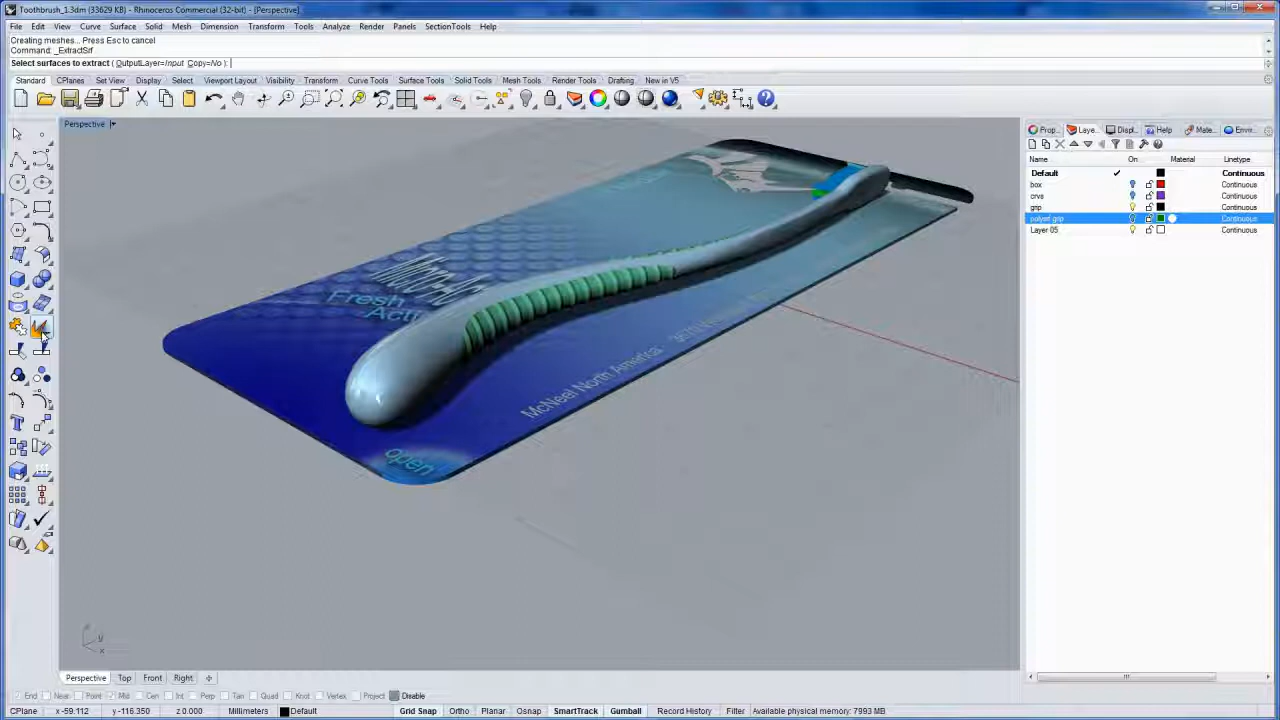 Toothbrush_1.3dm (33629 KB) - Rhinoceros Commercial (32-bit) - [Perspective]
File Edit View Curve Surface Solid Mesh Dimension Transform Tools Analyze Render Panels SectionTools Help
Creating meshes... Press Esc to cancel
Command: _ExtractSrf
Select surfaces to extract ( OutputLayer=Input Copy=No ):
Standard CPlanes Set View Display Select Viewport Layout Visibility Transform Curve Tools Surface Tools Solid Tools Mesh Tools Render Tools Drafting New in V5
Perspective
Prop... Laye... Displ... Help Mate... Envir...
Name On Material Linetype
Default Continuous
box Continuous
crvs Continuous
grip Continuous
polysrf grip Continuous
Layer 05 Continuous
Fresh
Acti
McNeel North America
open
z
y
x
Perspective Top Front Right
End Near Point Mid Cen Int Perp Tan Quad Knot Vertex Project Disable
CPlane x -59.112 y -116.350 z 0.000 Millimeters Default Grid Snap Ortho Planar Osnap SmartTrack Gumball Record History Filter Available physical memory: 7993 MB